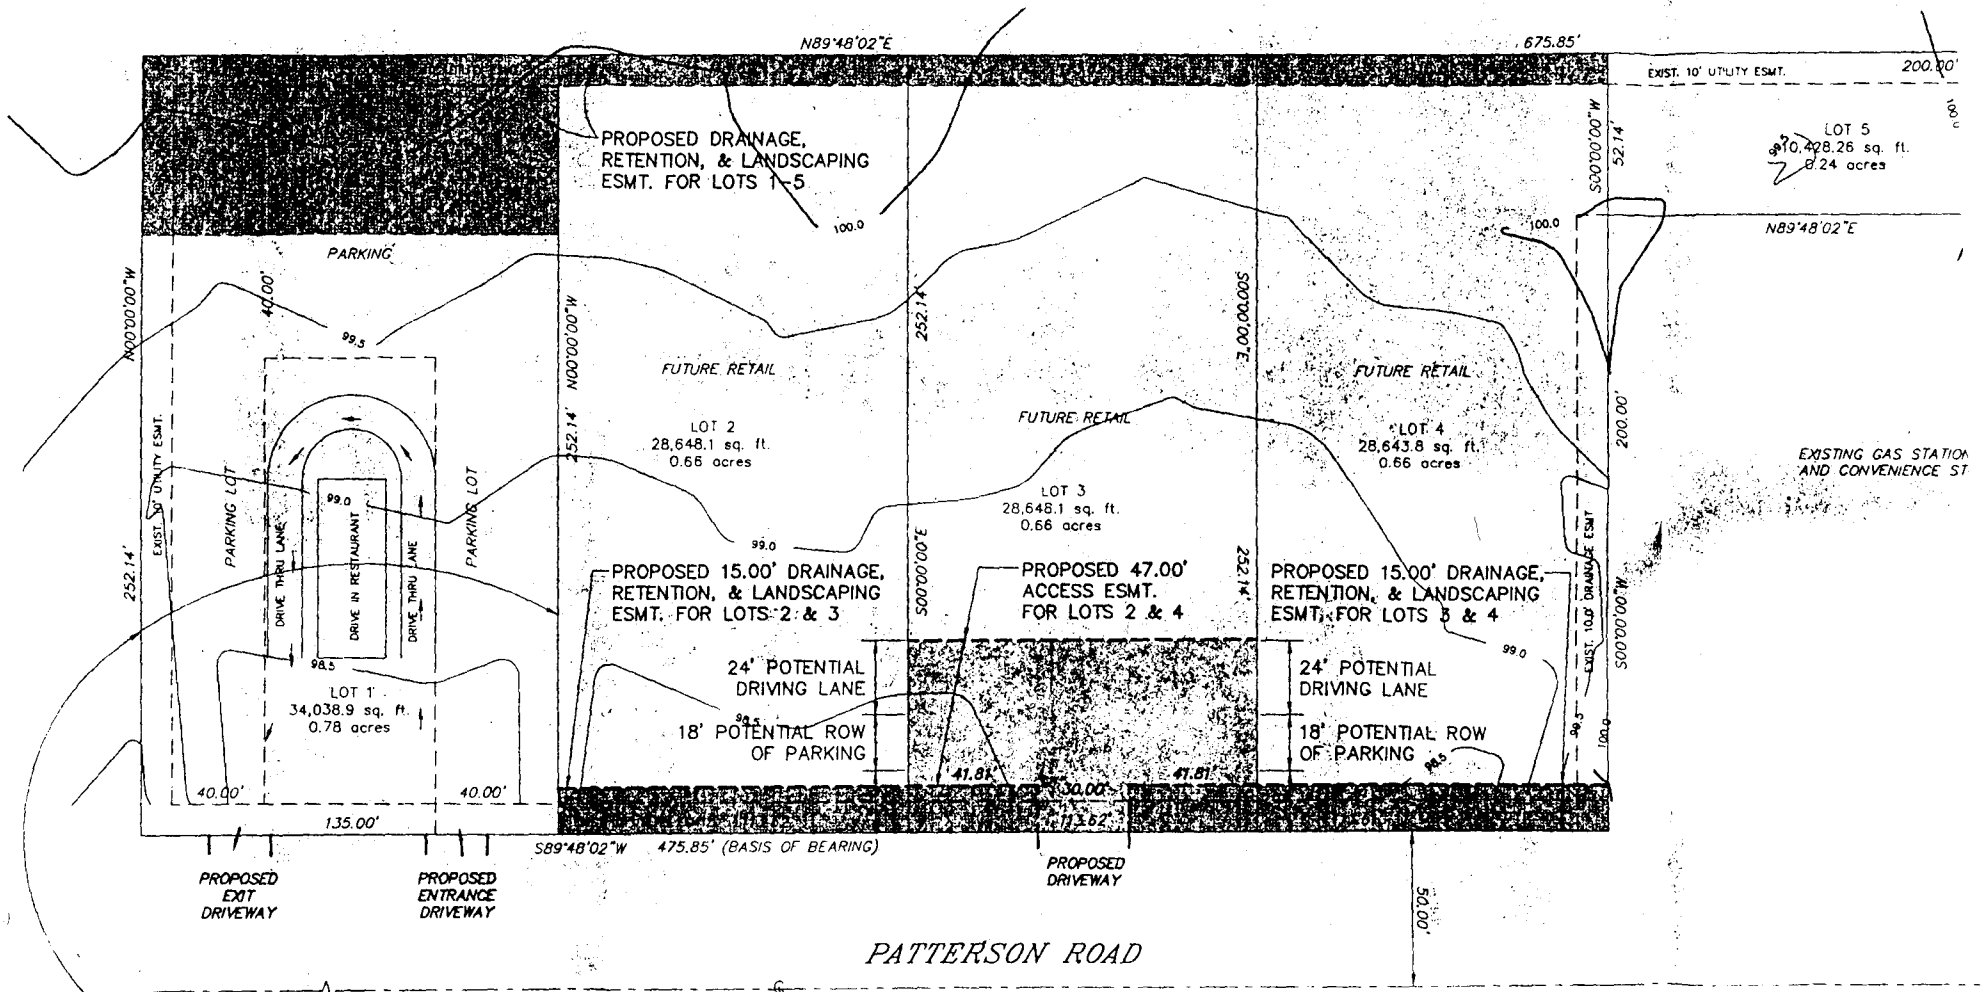 N89°48'02"E
675.85'
EXIST. 10' UTILITY ESMT.
200.00'
PROPOSED DRAINAGE,
RETENTION, & LANDSCAPING
ESMT. FOR LOTS 1-5
S00°00'00"W
52.14'
LOT 5
10,428.26 sq. ft.
0.24 acres
99.5
N89°48'02"E
100.0
100.0
PARKING
N00°00'00"W
40.00'
99.5
N00°00'00"W
252.14'
S00°00'00"E
FUTURE RETAIL
FUTURE RETAIL
FUTURE RETAIL
LOT 2
28,648.1 sq. ft.
0.66 acres
252.14'
LOT 4
28,643.8 sq. ft.
0.66 acres
200.00'
EXISTING GAS STATION
AND CONVENIENCE ST
LOT 3
28,648.1 sq. ft.
0.66 acres
EXIST. 10' UTILITY ESMT.
PARKING LOT
99.0
PARKING LOT
DRIVE THRU LANE
DRIVE IN RESTAURANT
DRIVE THRU LANE
252.14'
99.0
S00°00'00"E
252.14'
EXIST. 10.0' DRAINAGE ESMT
S00°00'00"W
PROPOSED 15.00' DRAINAGE,
RETENTION, & LANDSCAPING
ESMT. FOR LOTS 2 & 3
PROPOSED 47.00'
ACCESS ESMT.
FOR LOTS 2 & 4
PROPOSED 15.00' DRAINAGE,
RETENTION, & LANDSCAPING
ESMT. FOR LOTS 3 & 4
99.0
98.5
LOT 1
34,038.9 sq. ft.
0.78 acres
24' POTENTIAL
DRIVING LANE
98.5
18' POTENTIAL ROW
OF PARKING
24' POTENTIAL
DRIVING LANE
18' POTENTIAL ROW
OF PARKING
98.5
99.5
100.0
40.00'
40.00'
41.81'
30.00'
41.81'
113.62'
135.00'
S89°48'02"W 475.85' (BASIS OF BEARING)
PROPOSED
EXIT
DRIVEWAY
PROPOSED
ENTRANCE
DRIVEWAY
PROPOSED
DRIVEWAY
50.00'
PATTERSON ROAD